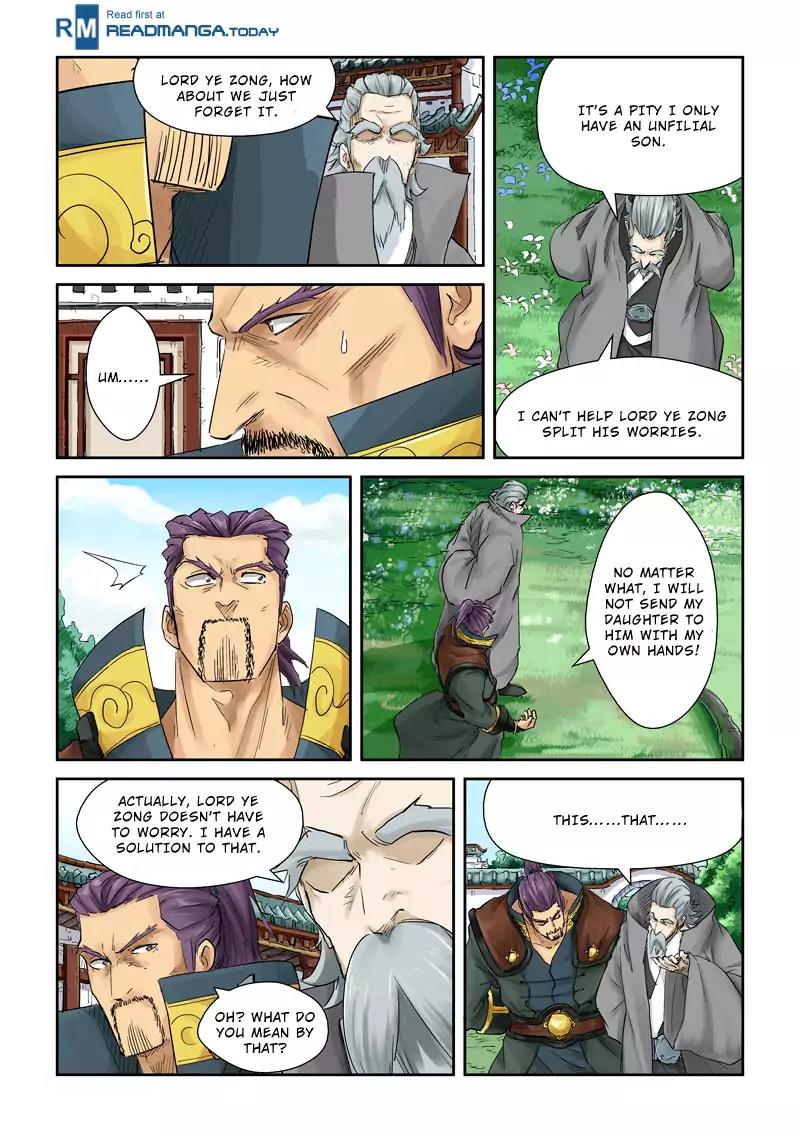 Read first at
RM READMANGA.TODAY
LORD YE ZONG, HOW
ABOUT WE JUST
FORGET IT.
IT'S A PITY I ONLY
HAVE AN UNFILIAL
SON.
UM......
I CAN'T HELP LORD YE ZONG
SPLIT HIS WORRIES.
NO MATTER
WHAT, I WILL
NOT SEND MY
DAUGHTER TO
HIM WITH MY
OWN HANDS!
ACTUALLY, LORD YE
ZONG DOESN'T HAVE
TO WORRY. I HAVE A
SOLUTION TO THAT.
OH? WHAT DO
YOU MEAN BY
THAT?
THIS......THAT......